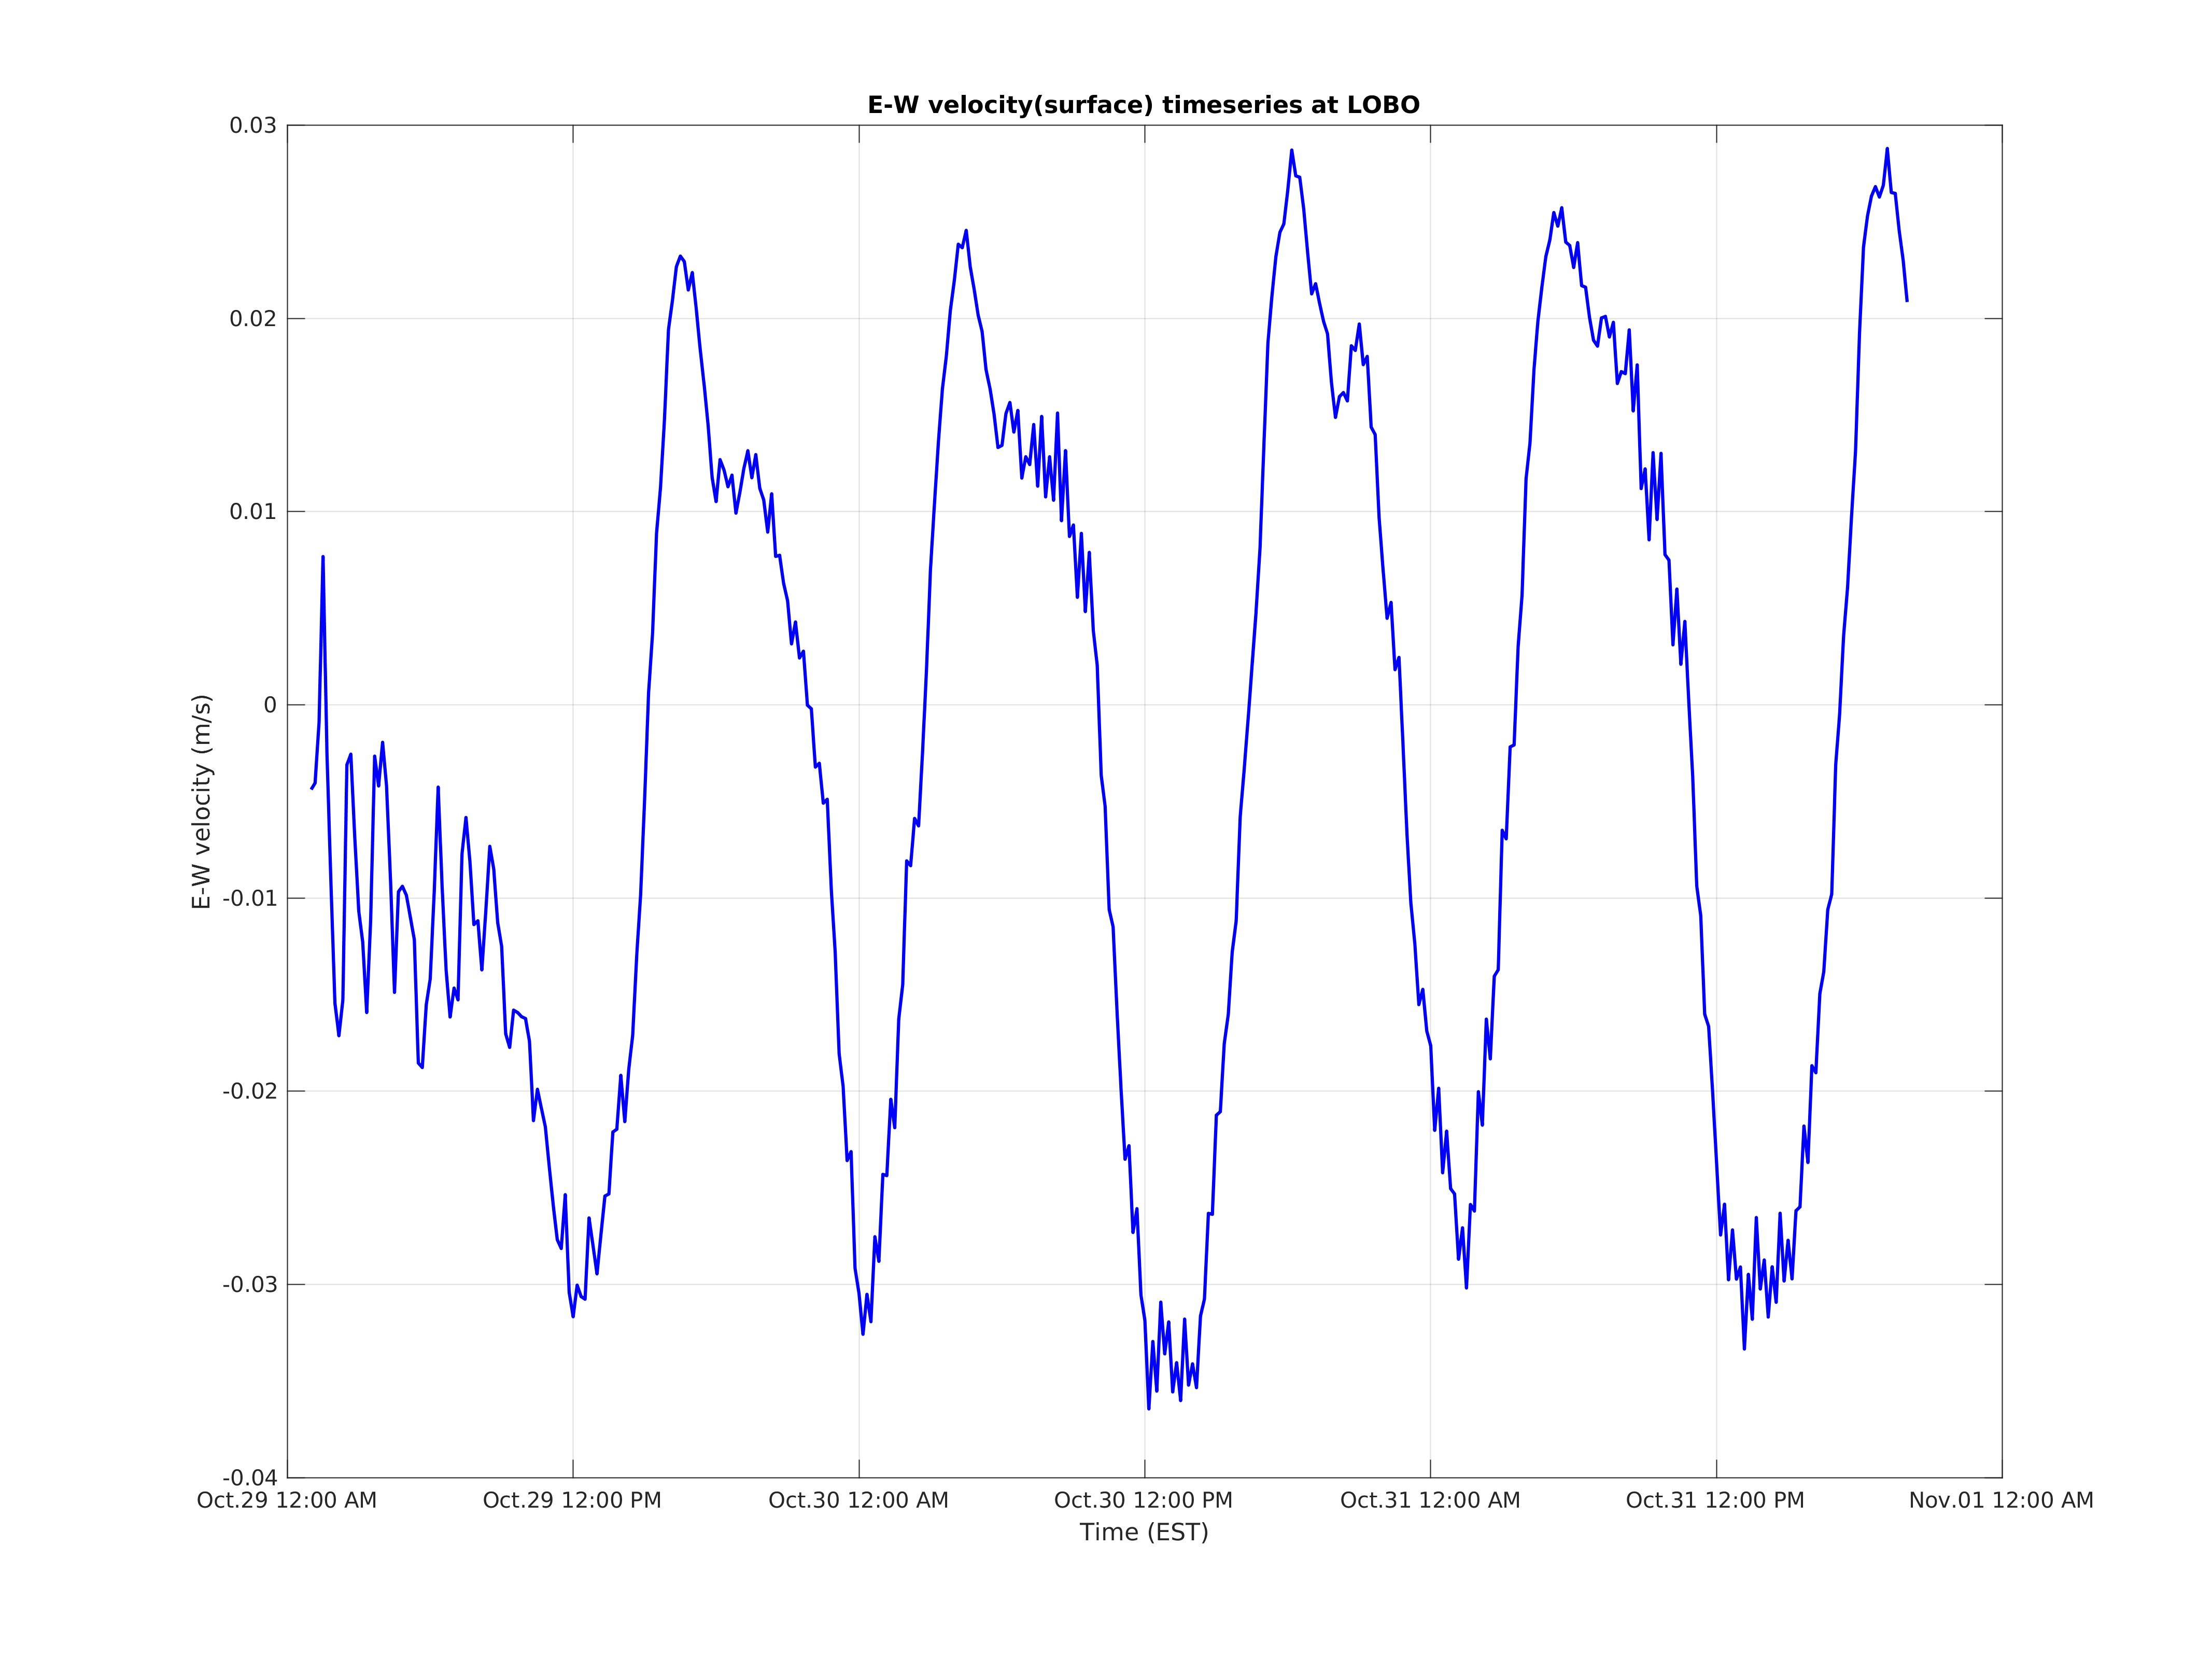 E-W velocity(surface) timeseries at LOBO
0.03
0.02
0.01
0
-0.01
-0.02
-0.03
-0.04
E-W velocity (m/s)
Oct.29 12:00 AM Oct.29 12:00 PM Oct.30 12:00 AM Oct.30 12:00 PM Oct.31 12:00 AM Oct.31 12:00 PM Nov.01 12:00 AM
Time (EST)